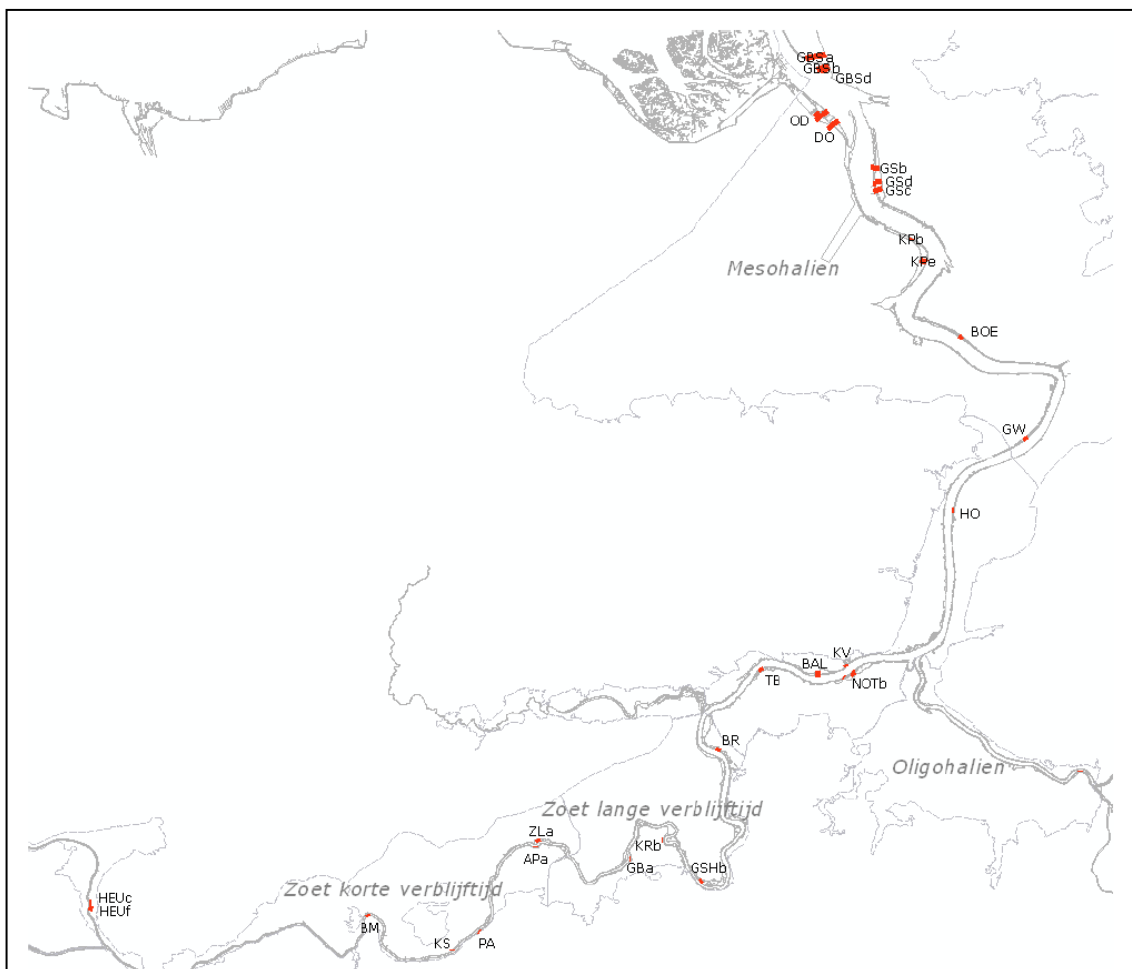 GBSa
GBSb
GBSd
OD
DO
GSb
GSd
GSc
KPb
KPe
Mesohalien
BOE
GW
HO
KV
BAL
TB
NOTb
BR
Oligohalien
Zoet lange verblijftijd
ZLa
KRb
APa
GBa
GSHb
Zoet korte verblijftijd
HEUc
HEUf
BM
KS
PA